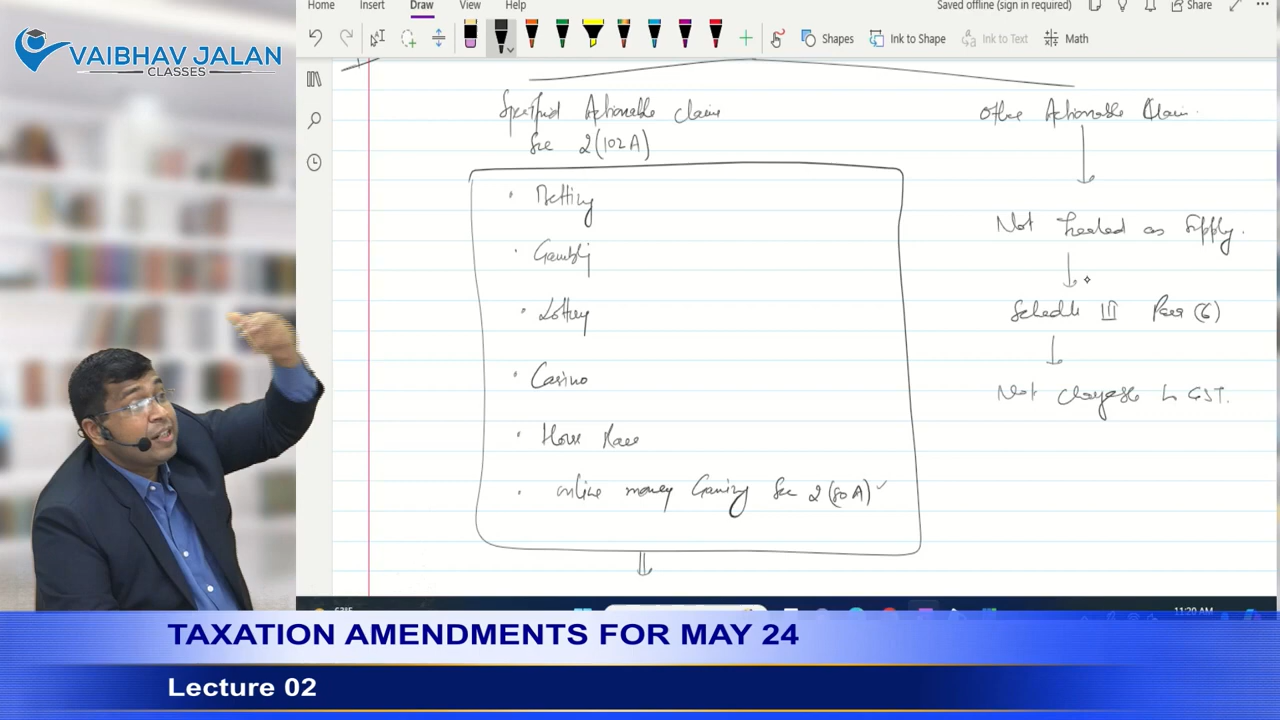 Home Insert Draw View Help
Saved offline (sign in required)
Share
Shapes
Ink to Shape
Ink to Text
Math
VAIBHAV JALAN
CLASSES
Specified Actionable claim
Sec 2(102A)
Other Actionable Claim.
• Betting
• Gambling
• Lottery
• Casino
• Horse Race
• online money Gaming Sec 2(80A)
Not treated as Supply.
Schedule III Para (6)
Not chargeable to GST.
11:20 AM
TAXATION AMENDMENTS FOR MAY 24
Lecture 02